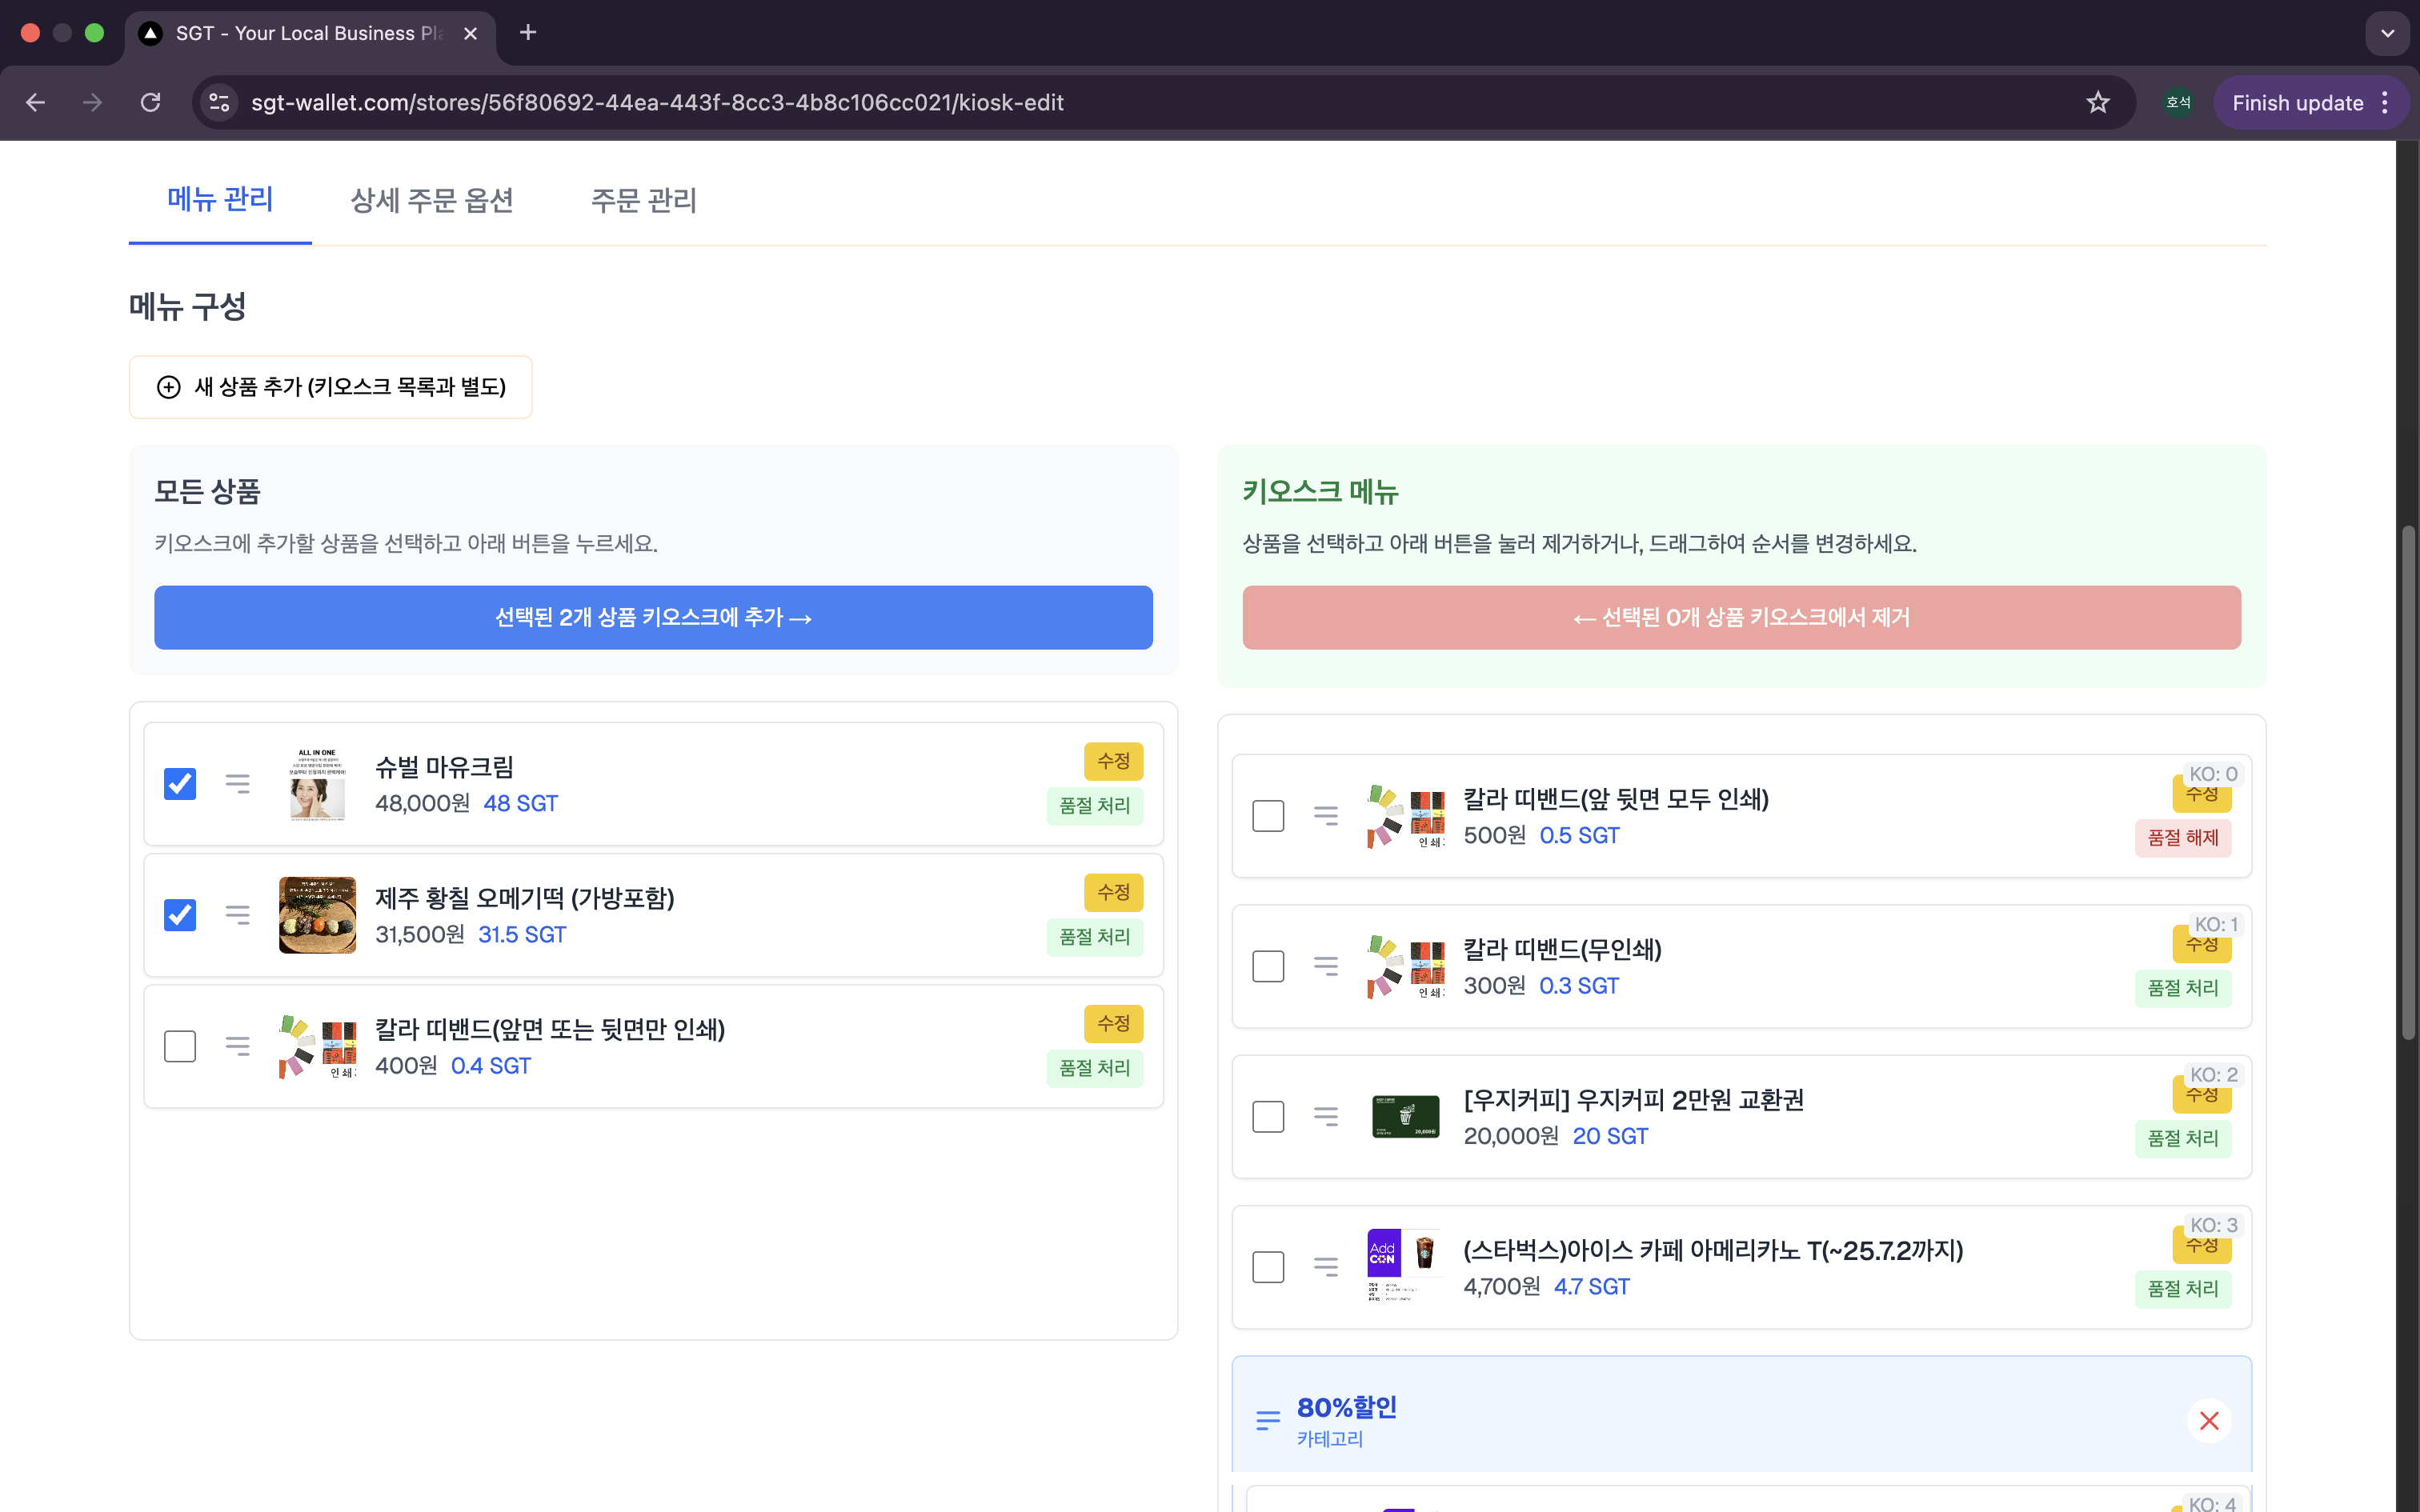 SGT - Your Local Business Pla
sgt-wallet.com/stores/56f80692-44ea-443f-8cc3-4b8c106cc021/kiosk-edit
호석
Finish update
메뉴 관리
상세 주문 옵션
주문 관리
메뉴 구성
새 상품 추가 (키오스크 목록과 별도)
모든 상품
키오스크에 추가할 상품을 선택하고 아래 버튼을 누르세요.
선택된 2개 상품 키오스크에 추가 →
ALL IN ONE
슈벌 마유크림
48,000원 48 SGT
수정
품절 처리
제주 황칠 오메기떡 (가방포함)
31,500원 31.5 SGT
수정
품절 처리
인 쇄
칼라 띠밴드(앞면 또는 뒷면만 인쇄)
400원 0.4 SGT
수정
품절 처리
키오스크 메뉴
상품을 선택하고 아래 버튼을 눌러 제거하거나, 드래그하여 순서를 변경하세요.
← 선택된 0개 상품 키오스크에서 제거
인 쇄
칼라 띠밴드(앞 뒷면 모두 인쇄)
500원 0.5 SGT
KO: 0
수정
품절 해제
인 쇄
칼라 띠밴드(무인쇄)
300원 0.3 SGT
KO: 1
수정
품절 처리
20,000원
[우지커피] 우지커피 2만원 교환권
20,000원 20 SGT
KO: 2
수정
품절 처리
Add
CON
(스타벅스)아이스 카페 아메리카노 T(~25.7.2까지)
4,700원 4.7 SGT
KO: 3
수정
품절 처리
80%할인
카테고리
KO: 4